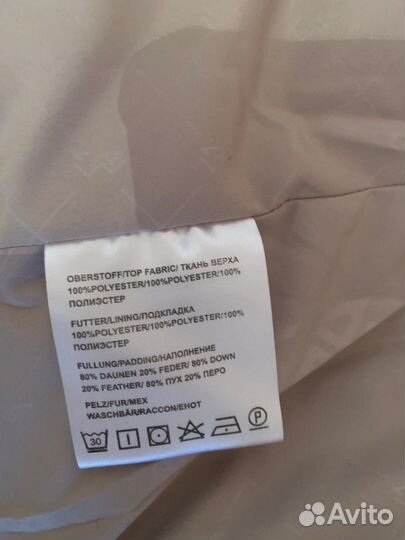 OBERSTOFF/TOP FABRIC/ ТКАНЬ ВЕРХА
100%POLYESTER/100%POLYESTER/100%
ПОЛИЭСТЕР
FUTTER/LINING/ПОДКЛАДКА
100%POLYESTER/100%POLYESTER/100%
ПОЛИЭСТЕР
FULLUNG/PADDING/НАПОЛНЕНИЕ
80% DAUNEN 20% FEDER/ 80% DOWN
20% FEATHER/ 80% ПУХ 20% ПЕРО
PELZ/FUR/МЕХ
WASCHBÄR/RACCON/ЕНОТ
30 P
Avito